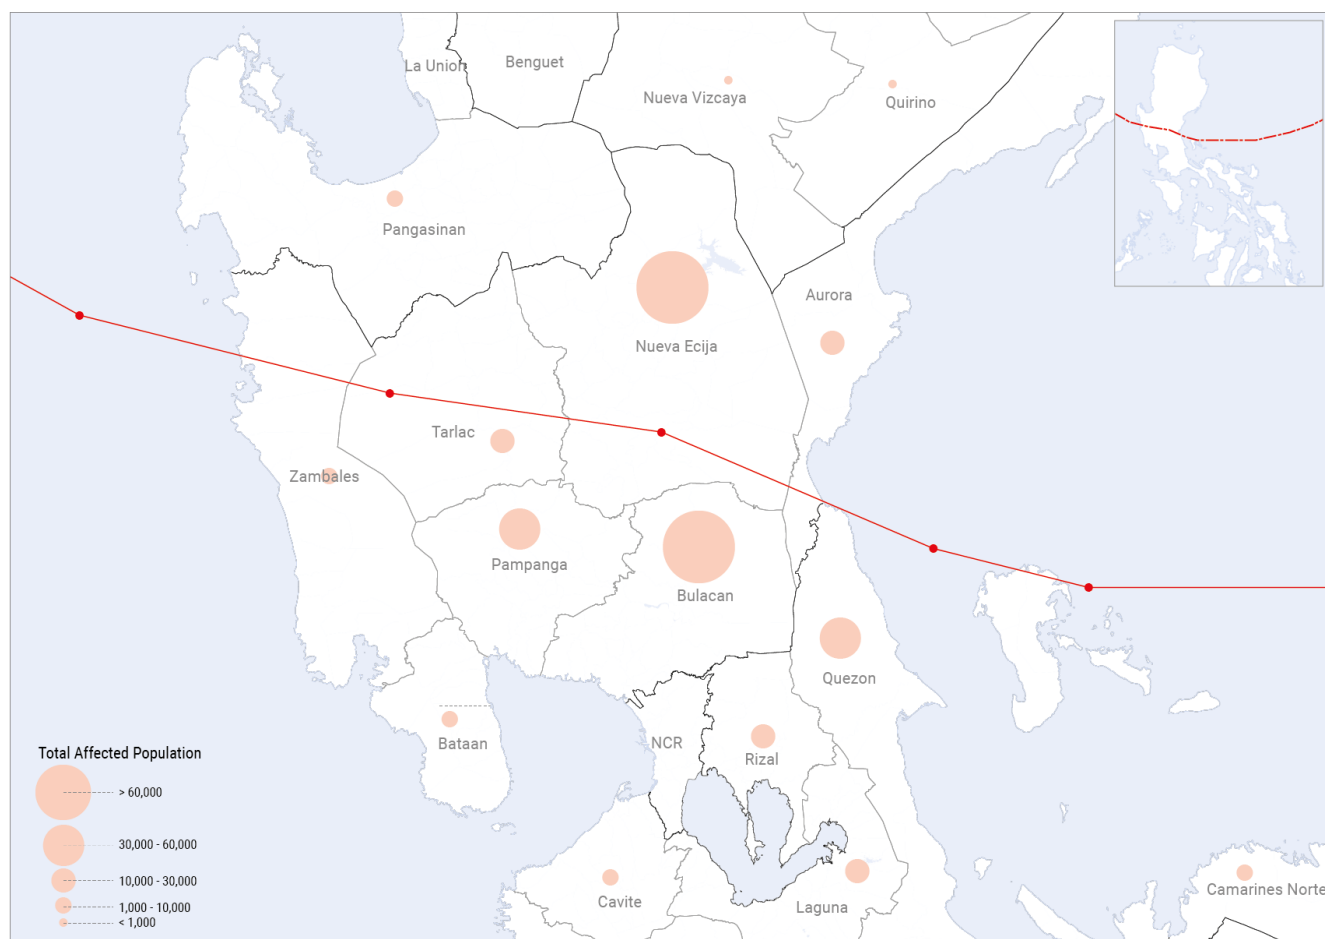 La Union
Benguet
Nueva Vizcaya
Quirino
Pangasinan
Aurora
Nueva Ecija
Tarlac
Zambales
Pampanga
Bulacan
Quezon
Bataan
NCR
Rizal
Cavite
Laguna
Camarines Norte
Total Affected Population
> 60,000
30,000 - 60,000
10,000 - 30,000
1,000 - 10,000
< 1,000